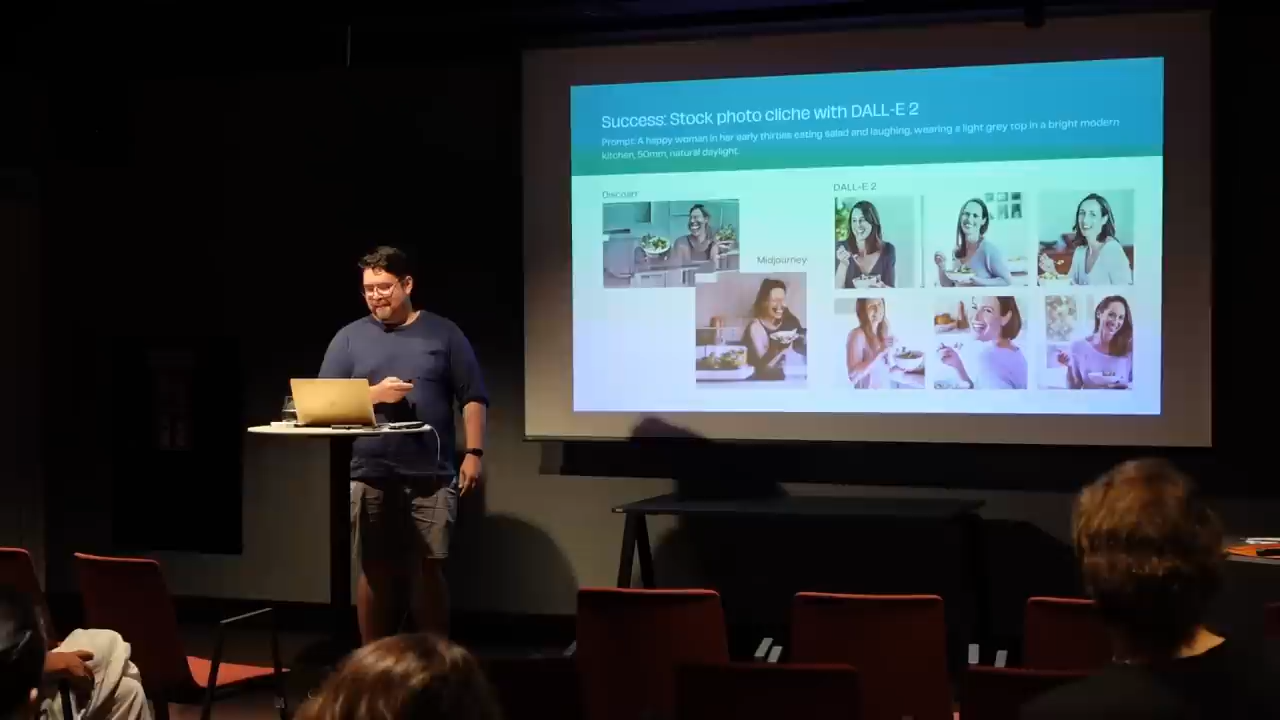 Success: Stock photo cliche with DALL-E 2
Prompt: A happy woman in her early thirties eating salad and laughing, wearing a light grey top in a bright modern
kitchen, 50mm, natural daylight.
DALL-E 2
Midjourney